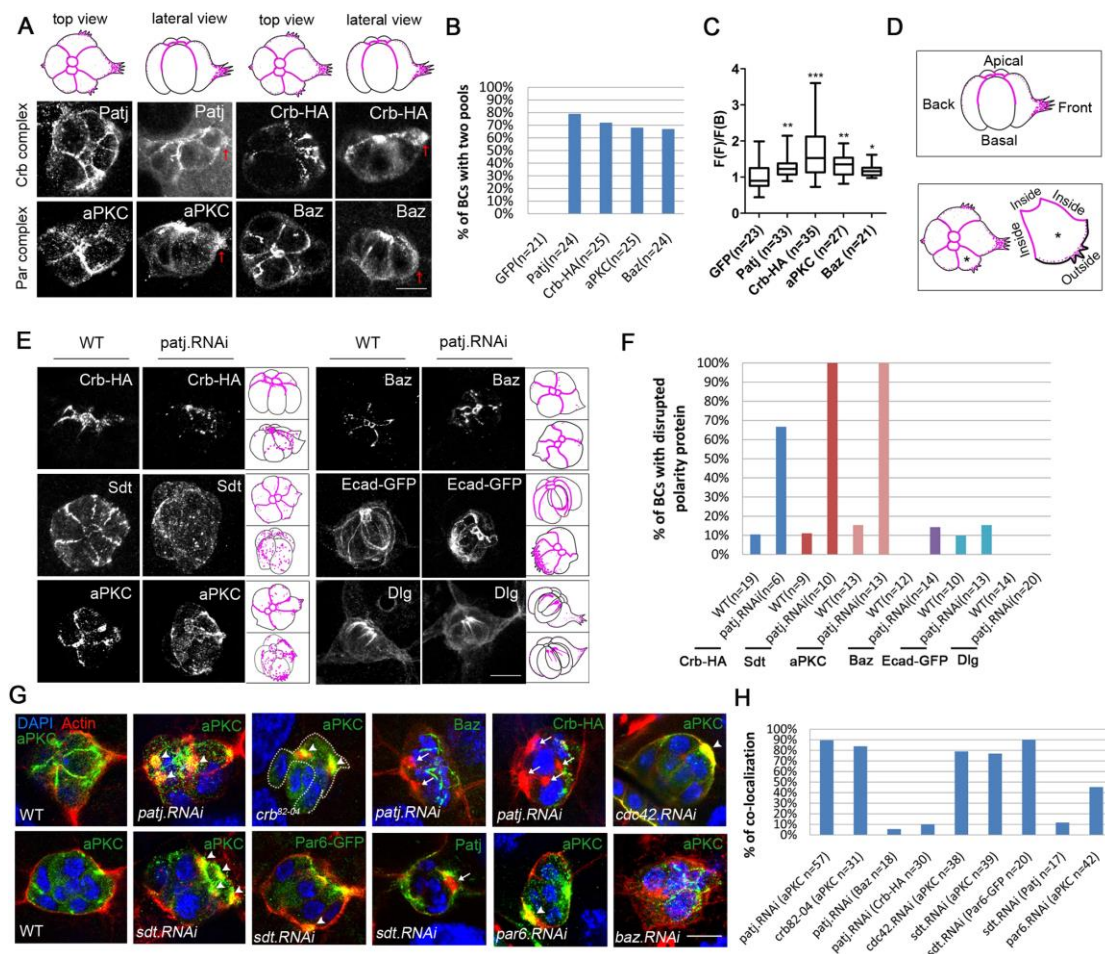 A
top view
lateral view
top view
lateral view
Crb complex
Patj
Patj
Crb-HA
Crb-HA
Par complex
aPKC
aPKC
Baz
Baz
B
% of BCs with two pools
100%
90%
80%
70%
60%
50%
40%
30%
20%
10%
0%
GFP(n=21)
Patj(n=24)
Crb-HA(n=25)
aPKC(n=25)
Baz(n=24)
C
F(F)/F(B)
4
3
2
1
0
**
***
**
*
GFP(n=23)
Patj (n=33)
Crb-HA (n=35)
aPKC (n=27)
Baz (n=21)
D
Apical
Back
Front
Basal
Inside
Inside
Inside
*
*
Outside
E
WT
patj.RNAi
WT
patj.RNAi
Crb-HA
Crb-HA
Baz
Baz
Sdt
Sdt
Ecad-GFP
Ecad-GFP
aPKC
aPKC
Dlg
Dlg
F
% of BCs with disrupted
polarity protein
100%
90%
80%
70%
60%
50%
40%
30%
20%
10%
0%
WT(n=19)
patj.RNAi(n=6)
WT(n=9)
patj.RNAi(n=10)
WT(n=13)
patj.RNAi(n=13)
WT(n=12)
patj.RNAi(n=14)
WT(n=10)
patj.RNAi(n=13)
WT(n=14)
patj.RNAi(n=20)
Crb-HA
Sdt
aPKC
Baz
Ecad-GFP
Dlg
G
DAPI Actin
aPKC
WT
aPKC
patj.RNAi
aPKC
crb82-04
Baz
patj.RNAi
Crb-HA
patj.RNAi
aPKC
cdc42.RNAi
aPKC
WT
aPKC
sdt.RNAi
Par6-GFP
sdt.RNAi
Patj
sdt.RNAi
aPKC
par6.RNAi
aPKC
baz.RNAi
H
% of co-localization
100%
90%
80%
70%
60%
50%
40%
30%
20%
10%
0%
patj.RNAi (aPKC n=57)
crb82-04 (aPKC n=31)
patj.RNAi (Baz n=18)
patj.RNAi (Crb-HA n=30)
cdc42.RNAi (aPKC n=38)
sdt.RNAi (aPKC n=39)
sdt.RNAi (Par6-GFP n=20)
sdt.RNAi (Patj n=17)
par6.RNAi (aPKC n=42)